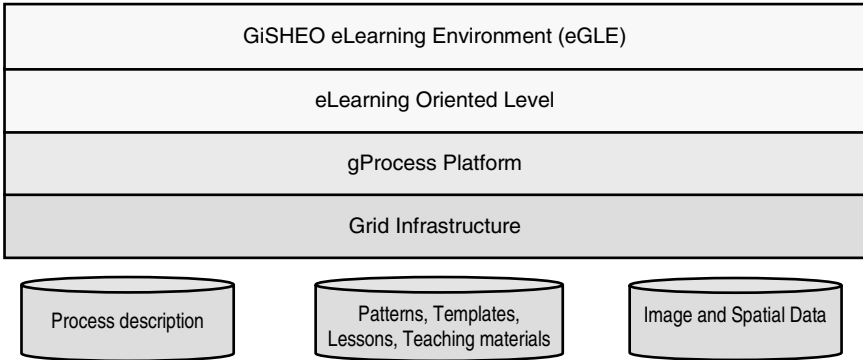 GiSHEO eLearning Environment (eGLE)
eLearning Oriented Level
gProcess Platform
Grid Infrastructure
Process description
Patterns, Templates,
Lessons, Teaching materials
Image and Spatial Data